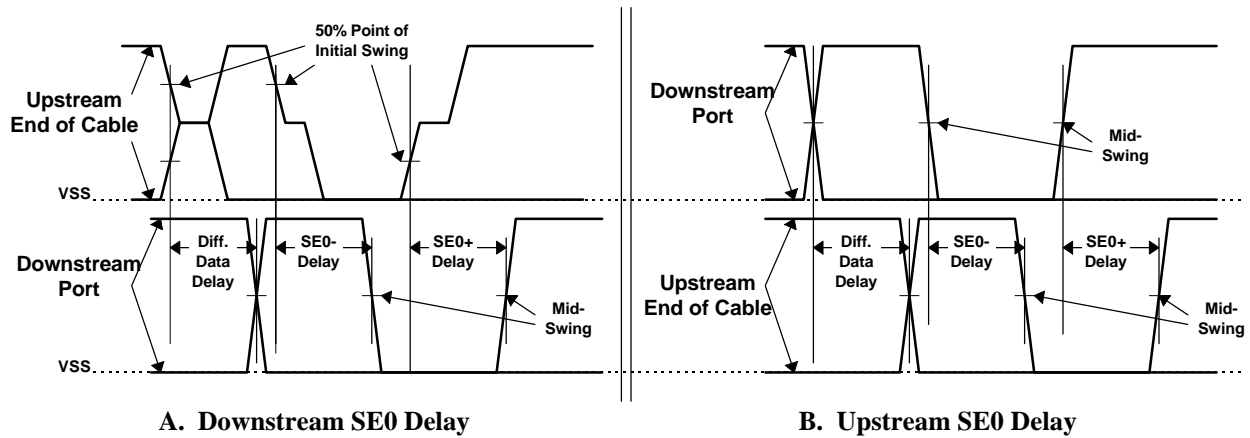 50% Point of
Initial Swing
Upstream
End of Cable
VSS
Downstream
Port
Diff.
Data
Delay
SE0-
Delay
SE0+
Delay
Mid-
Swing
VSS
A. Downstream SE0 Delay
Downstream
Port
Mid-
Swing
VSS
Upstream
End of Cable
Diff.
Data
Delay
SE0-
Delay
SE0+
Delay
Mid-
Swing
VSS
B. Upstream SE0 Delay